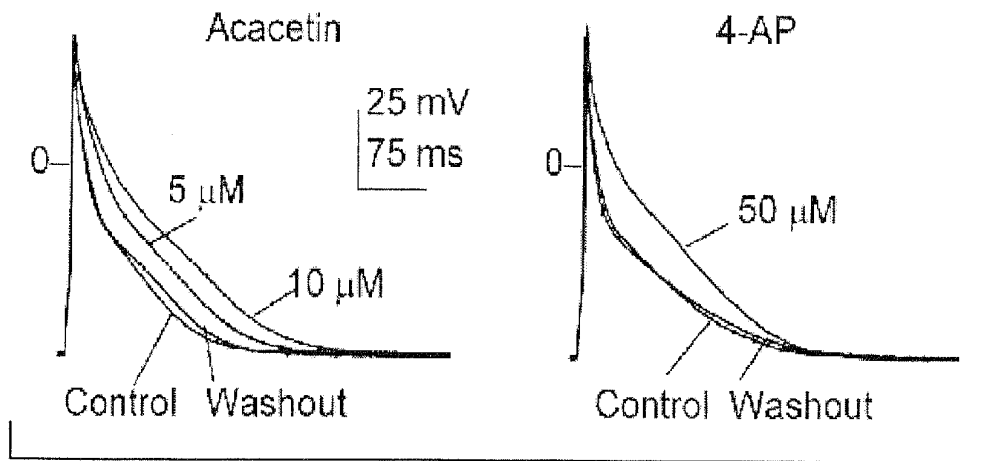 Acacetin
4-AP
25 mV
75 ms
0
5 μM
10 μM
Control
Washout
0
50 μM
Control
Washout